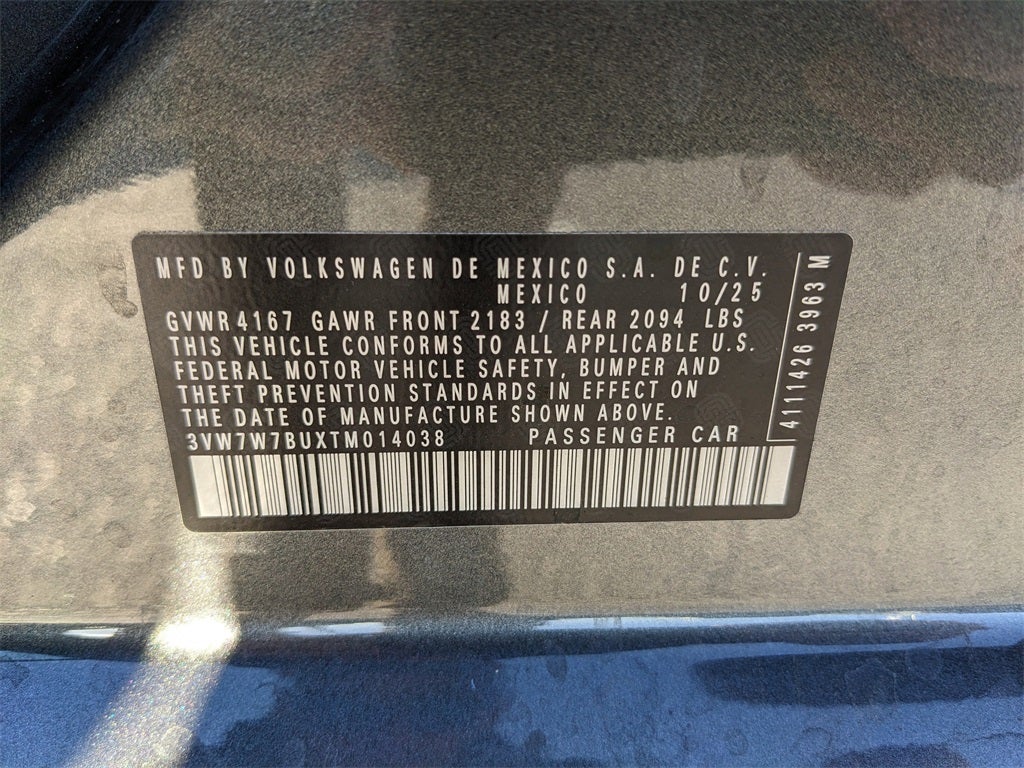 MFD BY VOLKSWAGEN DE MEXICO S.A. DE C.V.
MEXICO 10/25
GVWR 4167 GAWR FRONT 2183 / REAR 2094 LBS
THIS VEHICLE CONFORMS TO ALL APPLICABLE U.S.
FEDERAL MOTOR VEHICLE SAFETY, BUMPER AND
THEFT PREVENTION STANDARDS IN EFFECT ON
THE DATE OF MANUFACTURE SHOWN ABOVE.
3VW7W7BUXTM014038 PASSENGER CAR
4111426 3963 M